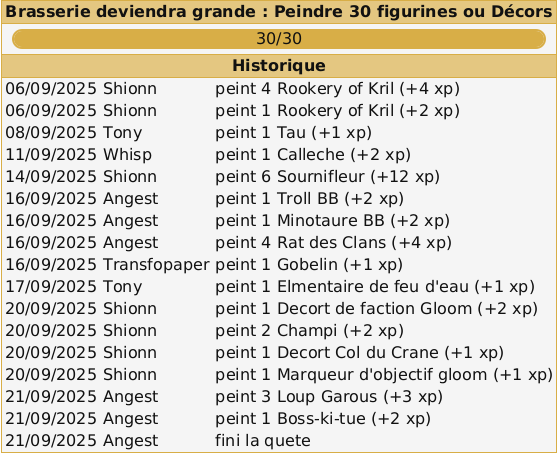 Brasserie deviendra grande : Peindre 30 figurines ou Décors
30/30
Historique
06/09/2025 Shionn peint 4 Rookery of Kril (+4 xp)
06/09/2025 Shionn peint 1 Rookery of Kril (+2 xp)
08/09/2025 Tony peint 1 Tau (+1 xp)
11/09/2025 Whisp peint 1 Calleche (+2 xp)
14/09/2025 Shionn peint 6 Sournifleur (+12 xp)
16/09/2025 Angest peint 1 Troll BB (+2 xp)
16/09/2025 Angest peint 1 Minotaure BB (+2 xp)
16/09/2025 Angest peint 4 Rat des Clans (+4 xp)
16/09/2025 Transfopaper peint 1 Gobelin (+1 xp)
17/09/2025 Tony peint 1 Elmentaire de feu d'eau (+1 xp)
20/09/2025 Shionn peint 1 Decort de faction Gloom (+2 xp)
20/09/2025 Shionn peint 2 Champi (+2 xp)
20/09/2025 Shionn peint 1 Decort Col du Crane (+1 xp)
20/09/2025 Shionn peint 1 Marqueur d'objectif gloom (+1 xp)
21/09/2025 Angest peint 3 Loup Garous (+3 xp)
21/09/2025 Angest peint 1 Boss-ki-tue (+2 xp)
21/09/2025 Angest fini la quete